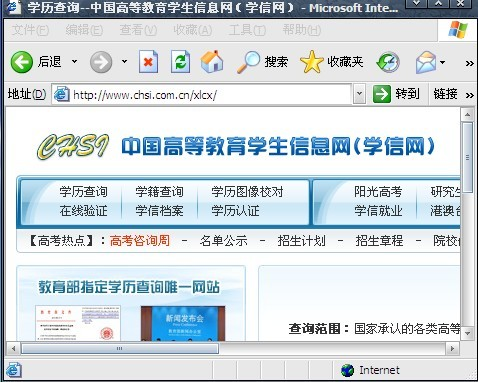 学历查询--中国高等教育学生信息网(学信网) - Microsoft Inte...
文件(F) 编辑(E) 查看(V) 收藏(A) 工具(T) 帮助(H)
后退 搜索 收藏夹
地址(D) http://www.chsi.com.cn/xlcx/ 转到 链接 »
CHSI 中国高等教育学生信息网(学信网)
学历查询 学籍查询 学历图像校对 阳光高考 研究生
在线验证 学信档案 学历认证 学信就业 港澳台
【高考热点】: 高考咨询周 - 名单公示 - 招生计划 - 招生章程 - 院校
教育部指定学历查询唯一网站
新闻发布会
查询范围:国家承认的各类高等
Internet